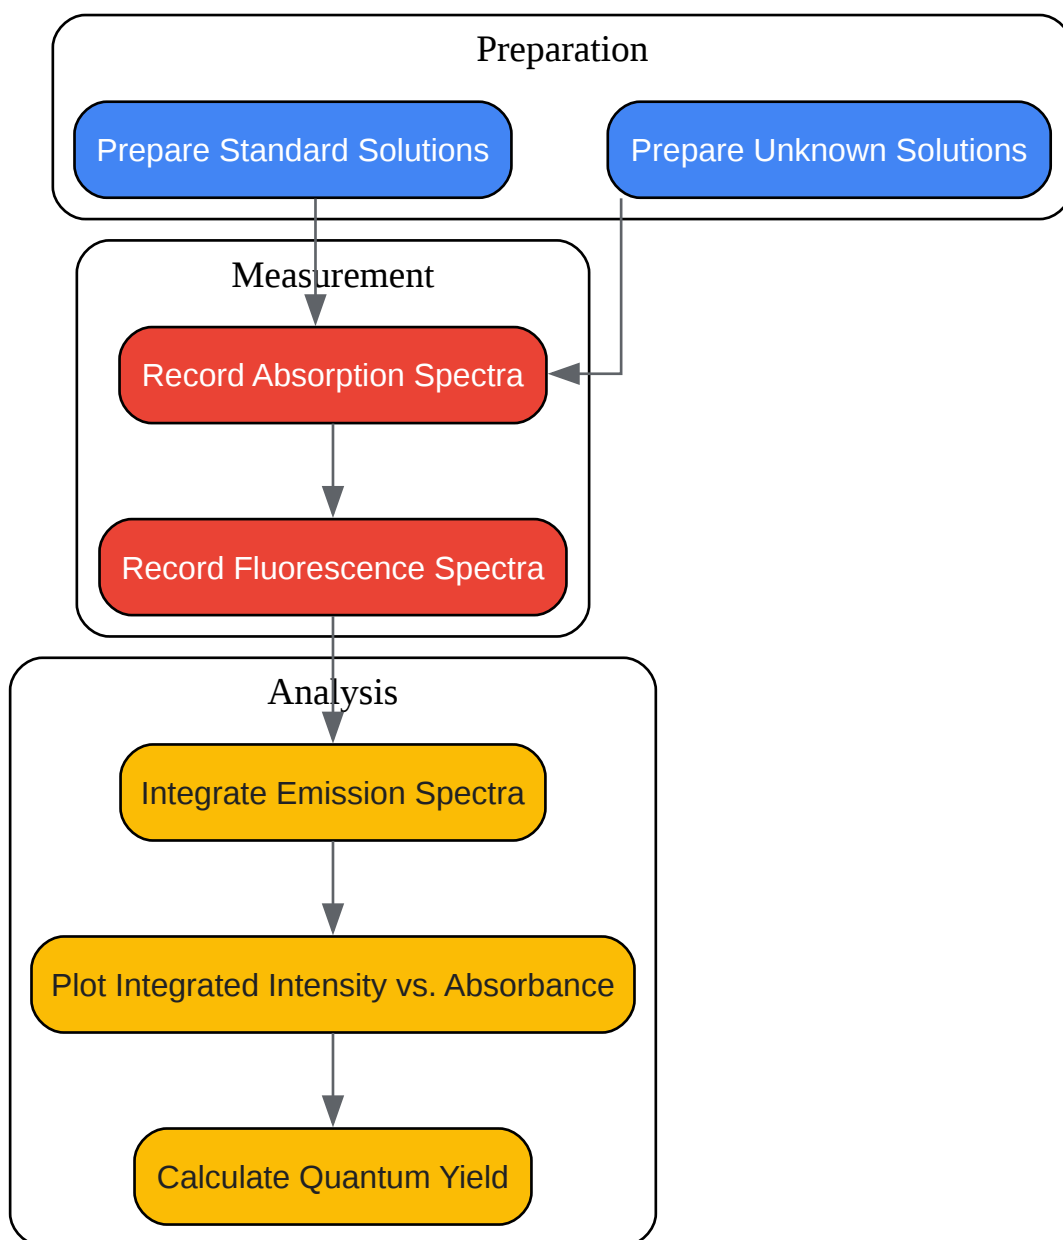 Preparation
Prepare Standard Solutions
Prepare Unknown Solutions
Measurement
Record Absorption Spectra
Record Fluorescence Spectra
Analysis
Integrate Emission Spectra
Plot Integrated Intensity vs. Absorbance
Calculate Quantum Yield